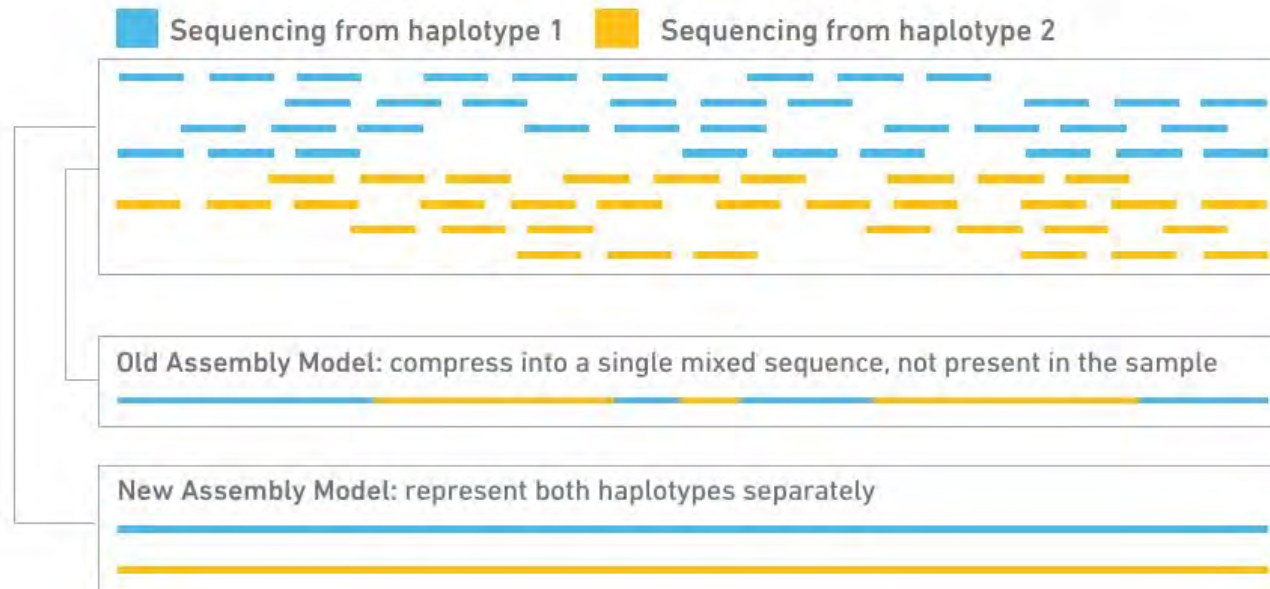 Sequencing from haplotype 1 Sequencing from haplotype 2
Old Assembly Model: compress into a single mixed sequence, not present in the sample
New Assembly Model: represent both haplotypes separately